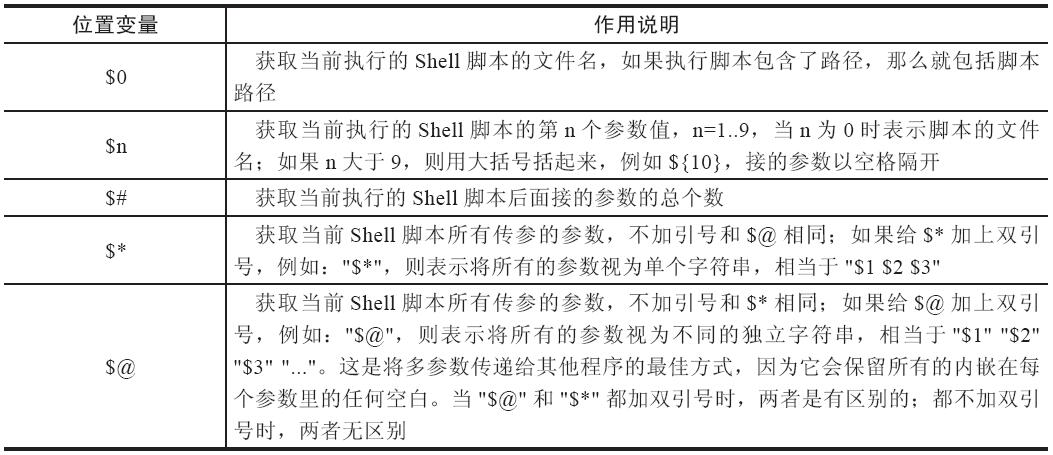 位置变量 作用说明
$0 获取当前执行的 Shell 脚本的文件名，如果执行脚本包含了路径，那么就包括脚本
路径
$n 获取当前执行的 Shell 脚本的第 n 个参数值，n=1..9，当 n 为 0 时表示脚本的文件
名；如果 n 大于 9，则用大括号括起来，例如 ${10}，接的参数以空格隔开
$# 获取当前执行的 Shell 脚本后面接的参数的总个数
$* 获取当前 Shell 脚本所有传参的参数，不加引号和 $@ 相同；如果给 $* 加上双引
号，例如："$*"，则表示将所有的参数视为单个字符串，相当于 "$1 $2 $3"
$@ 获取当前 Shell 脚本所有传参的参数，不加引号和 $* 相同；如果给 $@ 加上双引
号，例如："$@"，则表示将所有的参数视为不同的独立字符串，相当于 "$1" "$2"
"$3" "..."。这是将多参数传递给其他程序的最佳方式，因为它会保留所有的内嵌在每
个参数里的任何空白。当 "$@" 和 "$*" 都加双引号时，两者是有区别的；都不加双引
号时，两者无区别